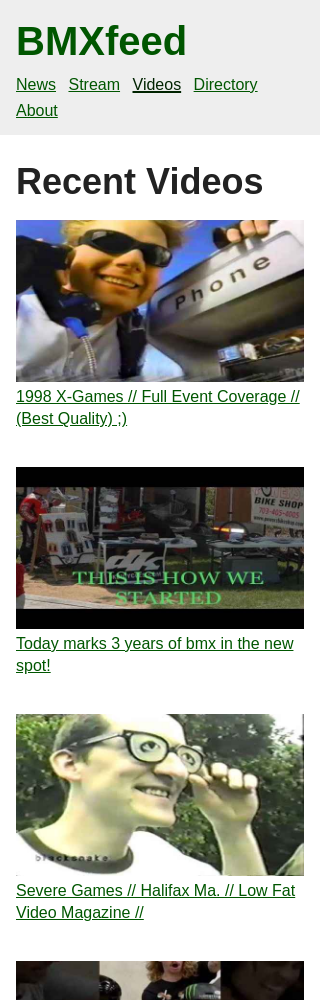 BMXfeed
News Stream Videos Directory
About
Recent Videos
Phone
1998 X-Games // Full Event Coverage //
(Best Quality) ;)
BIKE SHOP
dk
THIS IS HOW WE
STARTED
Today marks 3 years of bmx in the new
spot!
blacksnake
Severe Games // Halifax Ma. // Low Fat
Video Magazine //